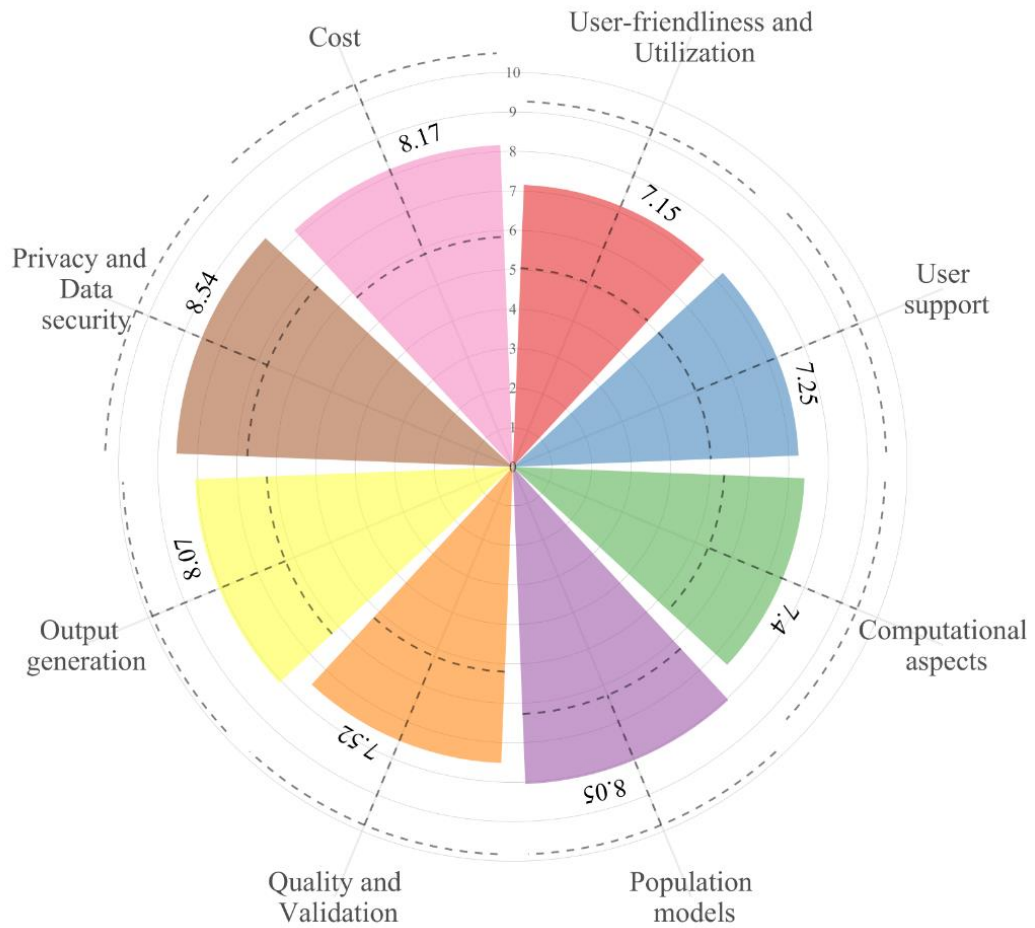 User-friendliness and
Utilization
Cost
10
9
8
7
6
5
4
3
2
1
0
8.17
7.15
Privacy and
Data
security
8.54
User
support
7.25
Output
generation
8.07
Computational
aspects
7.4
7.52
8.05
Quality and
Validation
Population
models